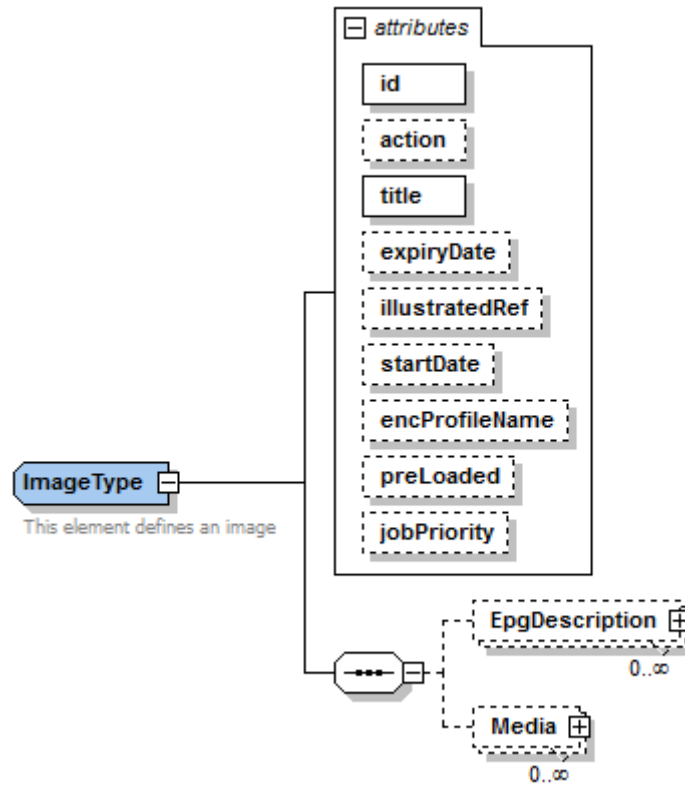 attributes
id
action
title
expiryDate
illustratedRef
startDate
encProfileName
preLoaded
jobPriority
ImageType
This element defines an image
EpgDescription
0..∞
Media
0..∞